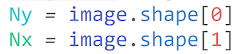 Ny = image.shape[0]
Nx = image.shape[1]